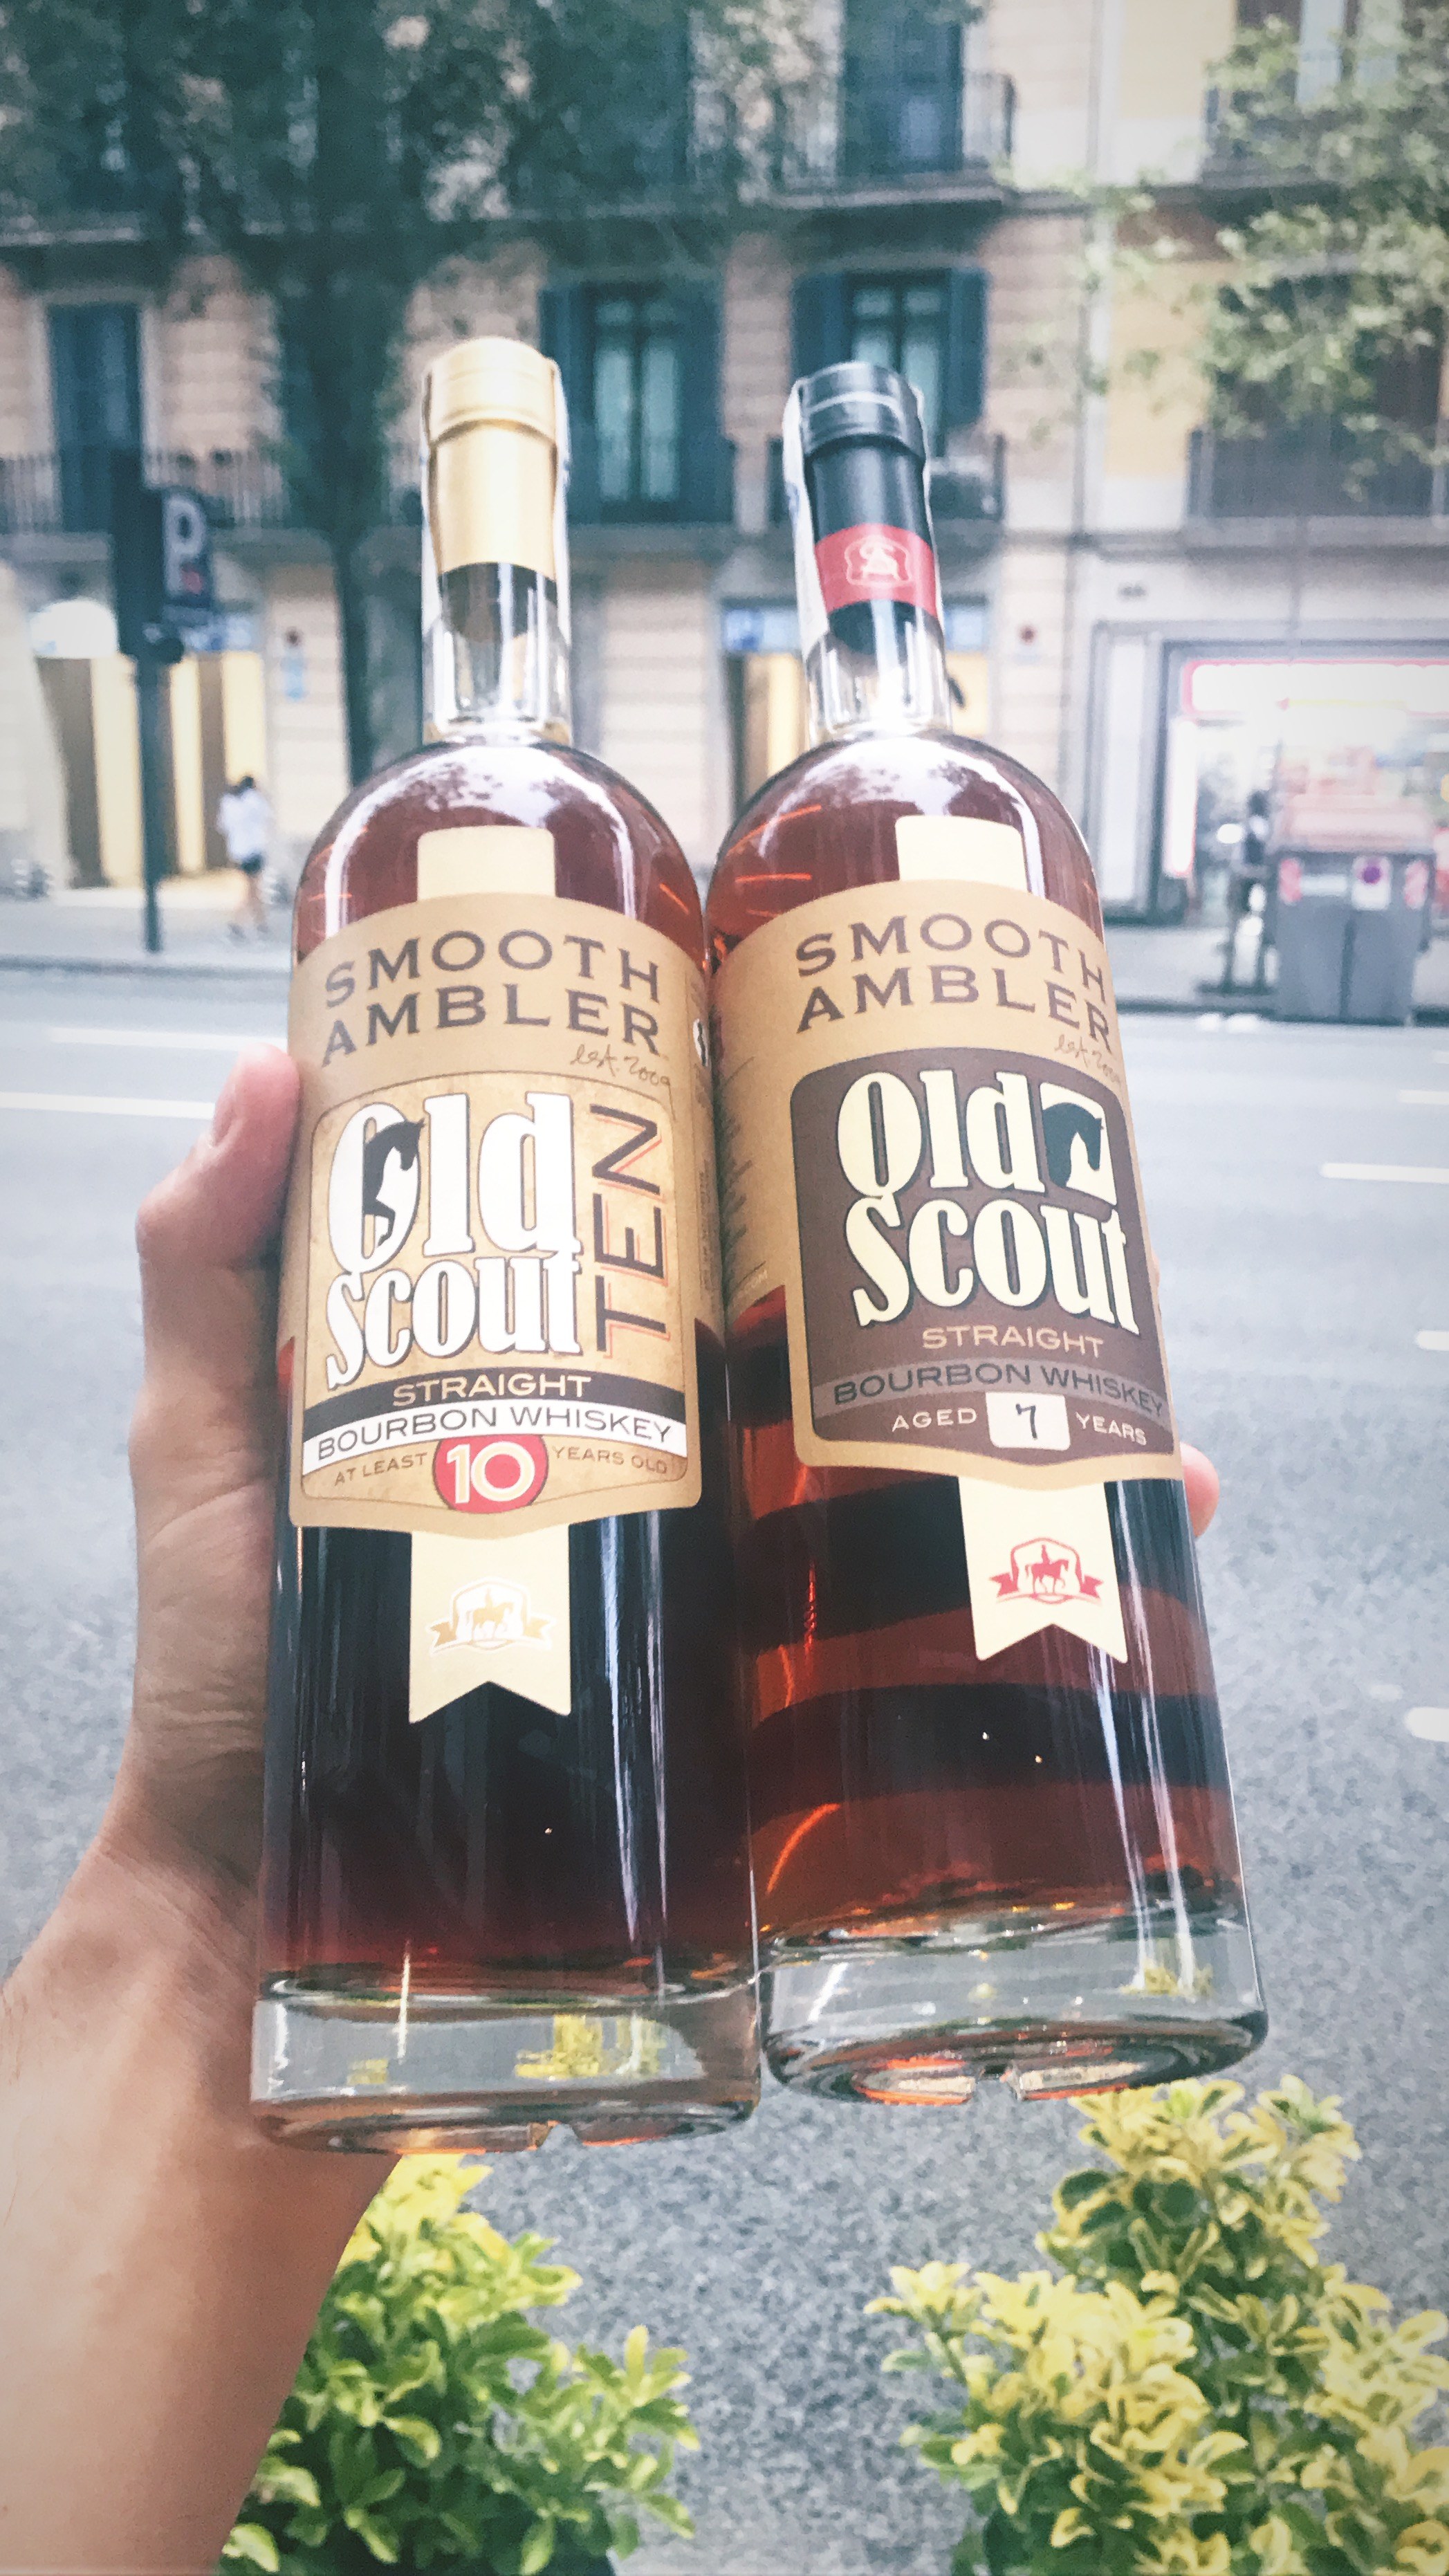 P
SMOOTH
AMBLER
est. 2009
Old
Scout
TEN
STRAIGHT
BOURBON WHISKEY
AT LEAST 10 YEARS OLD
SMOOTH
AMBLER
est. 2009
Old
Scout
STRAIGHT
BOURBON WHISKEY
AGED 7 YEARS